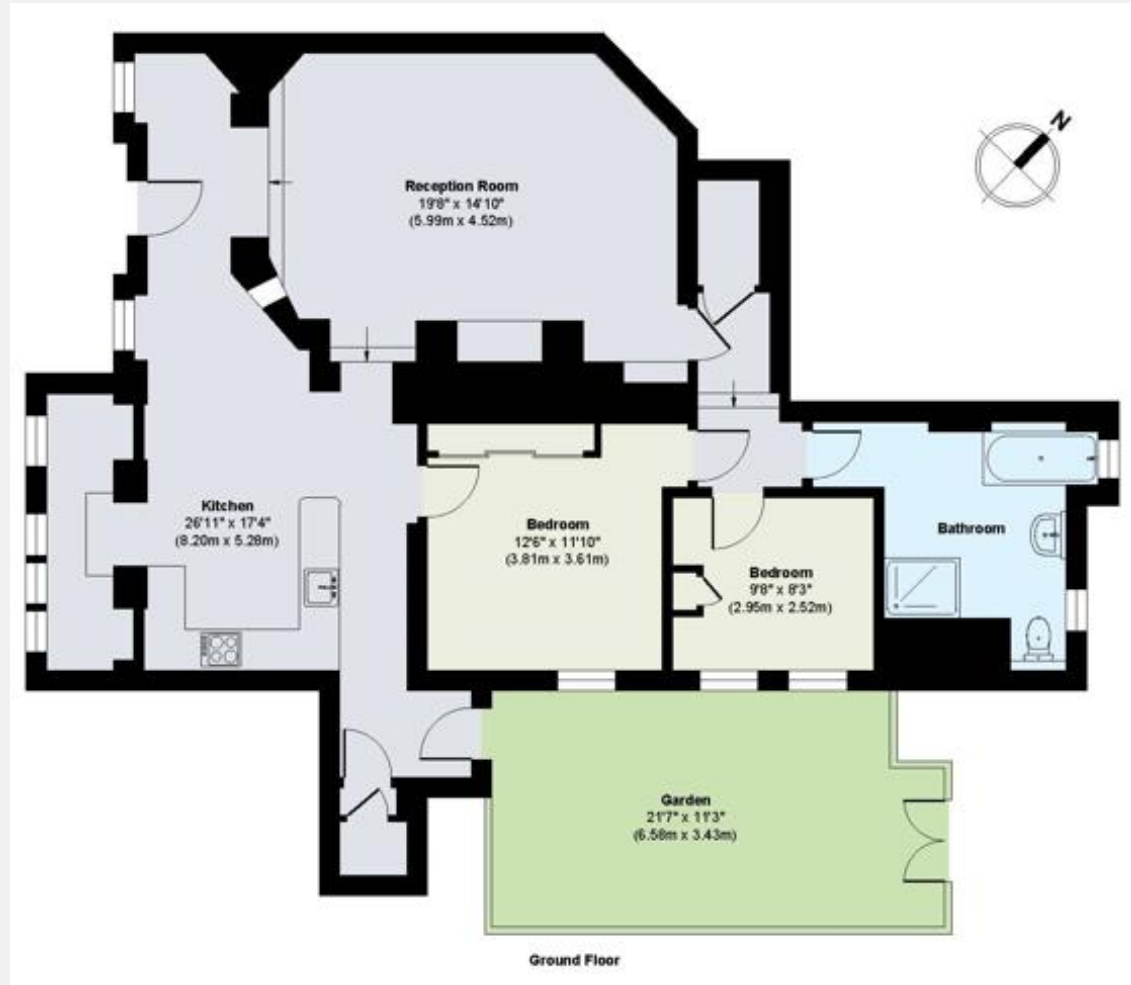 N
Reception Room
19'8" x 14'10"
(5.99m x 4.52m)
Kitchen
26'11" x 17'4"
(8.20m x 5.28m)
Bedroom
12'6" x 11'10"
(3.81m x 3.61m)
Bathroom
Bedroom
9'8" x 8'3"
(2.95m x 2.52m)
Garden
21'7" x 11'3"
(6.58m x 3.43m)
Ground Floor